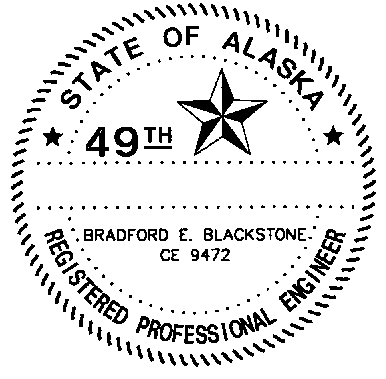 STATE OF ALASKA
49TH
BRADFORD E. BLACKSTONE
CE 9472
REGISTERED PROFESSIONAL ENGINEER